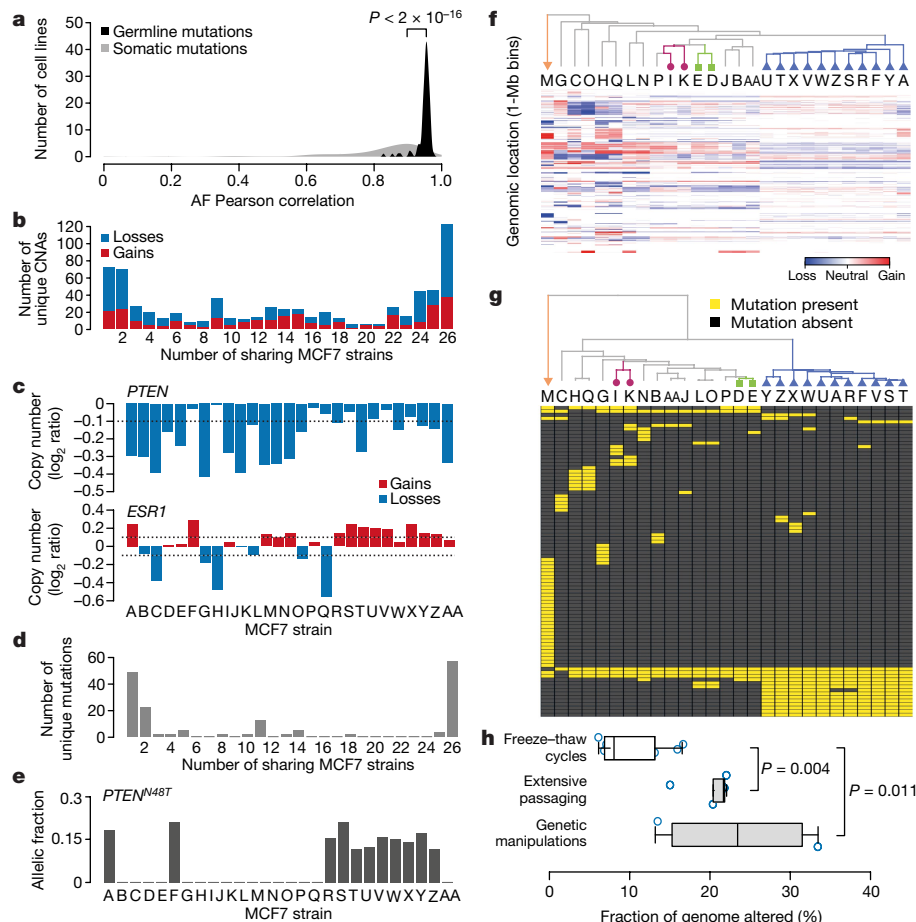 a
Number of cell lines
50
40
30
20
10
0
Germline mutations
Somatic mutations
P < 2 × 10–16
0 0.2 0.4 0.6 0.8 1.0
AF Pearson correlation
b
Number of
unique CNAs
120
100
80
60
40
20
0
Losses
Gains
2 4 6 8 10 12 14 16 18 20 22 24 26
Number of sharing MCF7 strains
c
PTEN
Copy number
(log2 ratio)
0
–0.1
–0.2
–0.3
–0.4
–0.5
Gains
Losses
ESR1
Copy number
(log2 ratio)
0.4
0.2
0
–0.2
–0.4
–0.6
A B C D E F G H I J K L M N O P Q R S T U V W X Y Z AA
MCF7 strain
d
Number of
unique mutations
60
40
20
0
2 4 6 8 10 12 14 16 18 20 22 24 26
Number of sharing MCF7 strains
e
PTENN48T
Allelic fraction
0.3
0.15
0
A B C D E F G H I J K L M N O P Q R S T U V W X Y Z AA
MCF7 strain
f
M G C O H Q L N P I K E D J B AA U T X V W Z S R F Y A
Genomic location (1-Mb bins)
Loss Neutral Gain
g
Mutation present
Mutation absent
M C H Q G I K N B AA J L O P D E Y Z X W U A R F V S T
h
Freeze–thaw
cycles
Extensive
passaging
Genetic
manipulations
P = 0.004
P = 0.011
0 10 20 30 40
Fraction of genome altered (%)